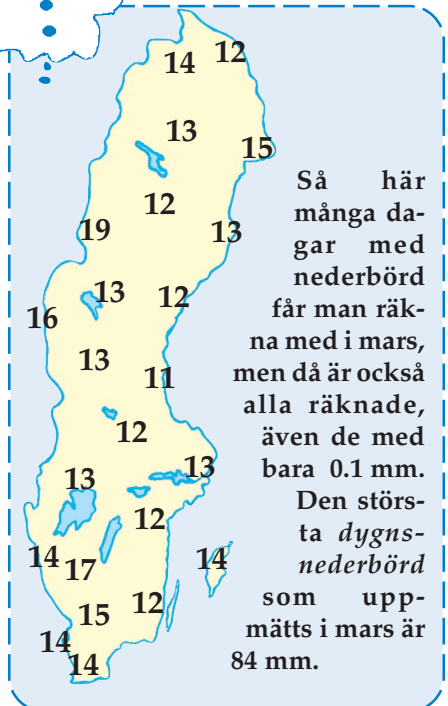 12
14
13
15
12
19
13
13
12
16
13
11
12
13
13
12
14
17
14
15
12
14
14
Så här
många da-
gar med
nederbörd
får man räk-
na med i mars,
men då är också
alla räknade,
även de med
bara 0.1 mm.
Den störs-
ta dygns-
nederbörd
som upp-
mätts i mars är
84 mm.